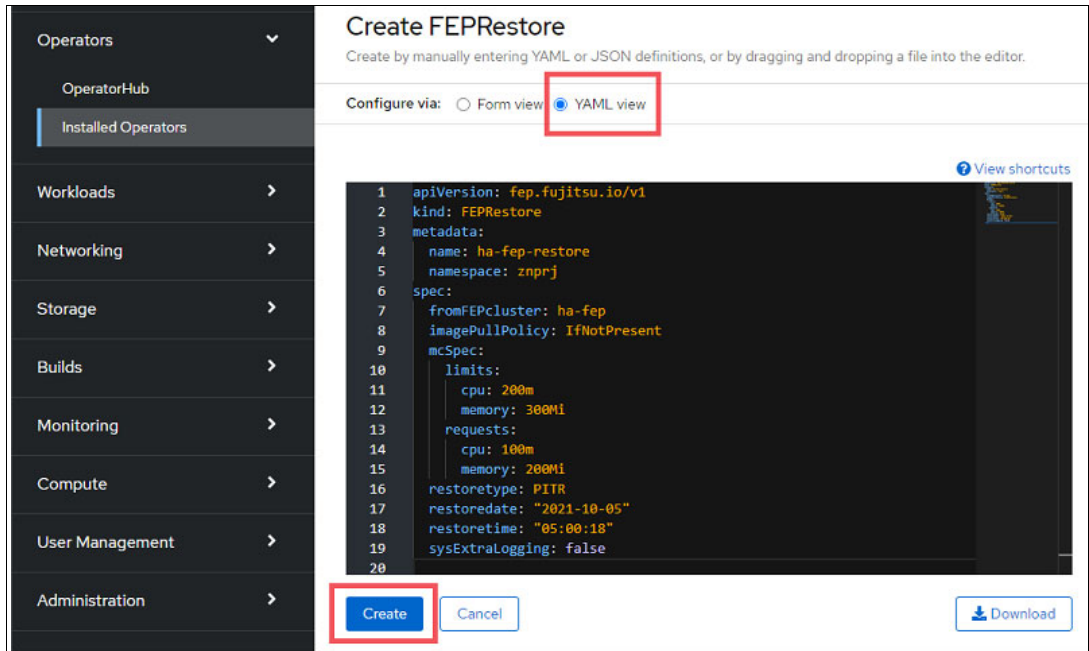 Operators
OperatorHub
Installed Operators
Workloads
Networking
Storage
Builds
Monitoring
Compute
User Management
Administration
Create FEPRestore
Create by manually entering YAML or JSON definitions, or by dragging and dropping a file into the editor.
Configure via: Form view YAML view
View shortcuts
1 apiVersion: fep.fujitsu.io/v1
2 kind: FEPRestore
3 metadata:
4 name: ha-fep-restore
5 namespace: znprj
6 spec:
7 fromFEPcluster: ha-fep
8 imagePullPolicy: IfNotPresent
9 mcSpec:
10 limits:
11 cpu: 200m
12 memory: 300Mi
13 requests:
14 cpu: 100m
15 memory: 200Mi
16 restoretype: PITR
17 restoredate: "2021-10-05"
18 restoretime: "05:00:18"
19 sysExtraLogging: false
20
Create Cancel Download